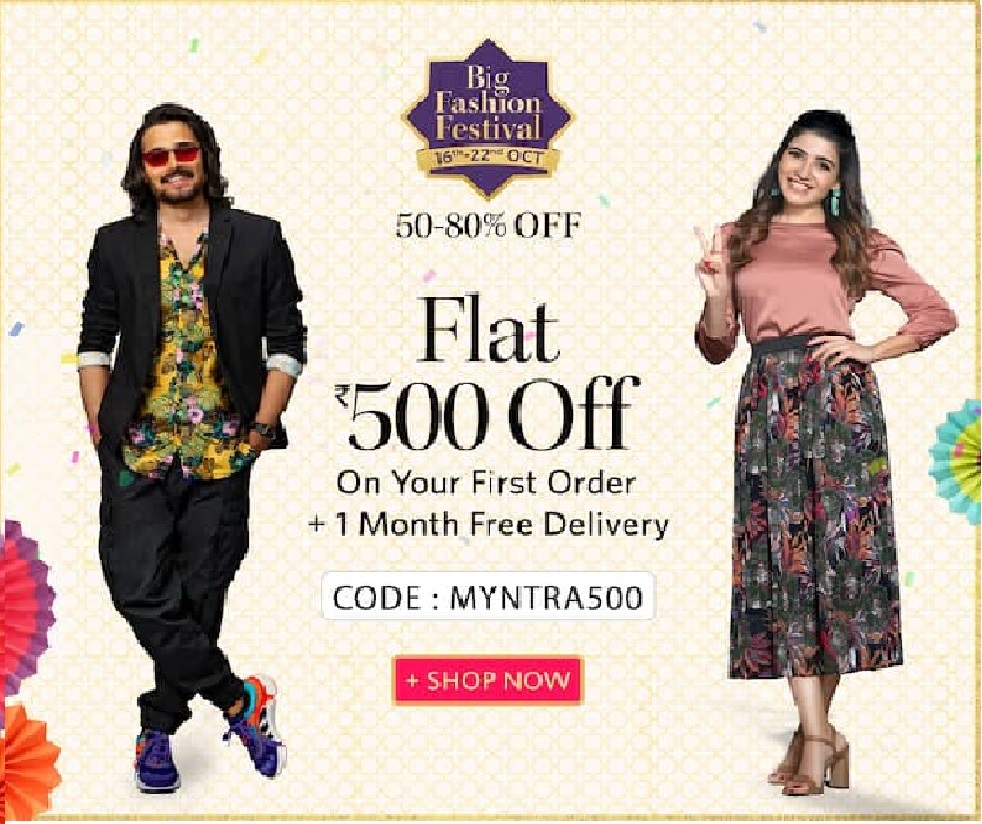 Big
Fashion
Festival
16th-22nd OCT
50-80% OFF
Flat
₹500 Off
On Your First Order
+ 1 Month Free Delivery
CODE : MYNTRA500
+ SHOP NOW